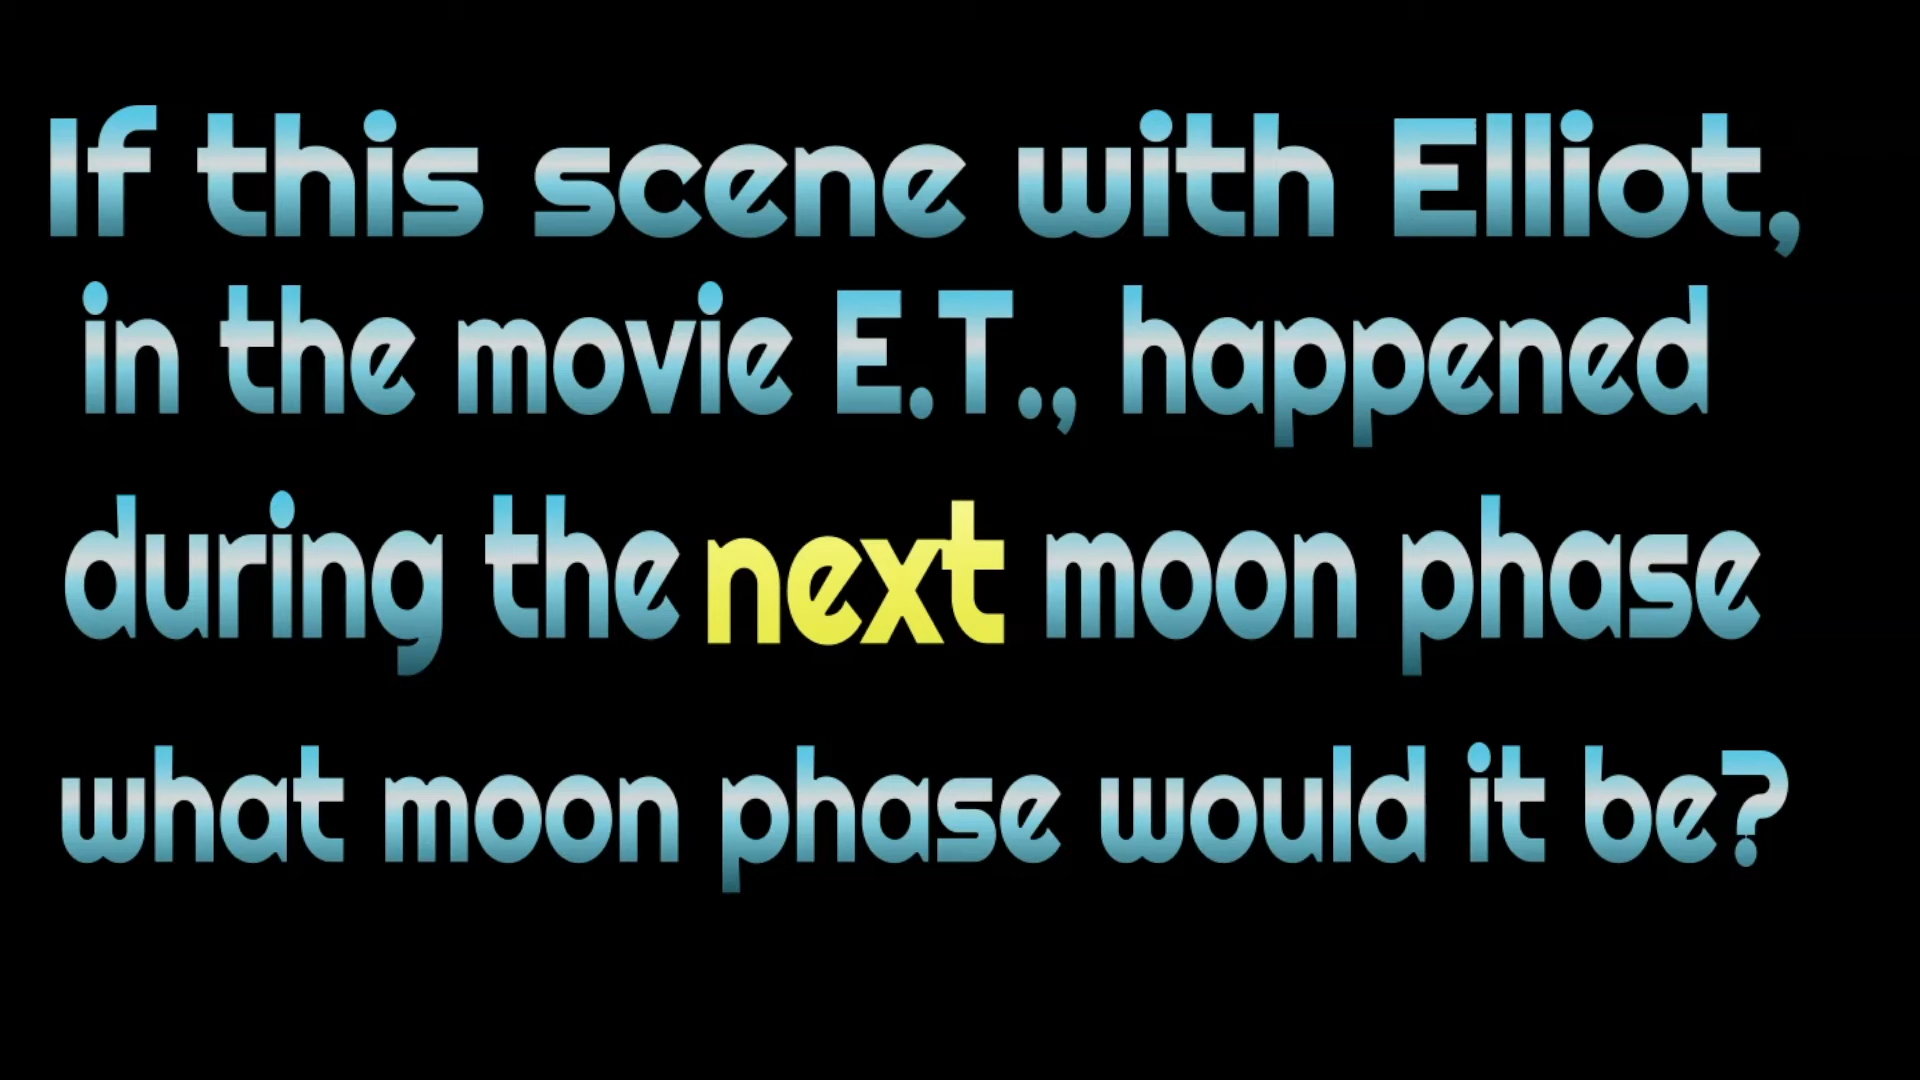 If this scene with Elliot,
in the movie E.T., happened
during the next moon phase
what moon phase would it be?